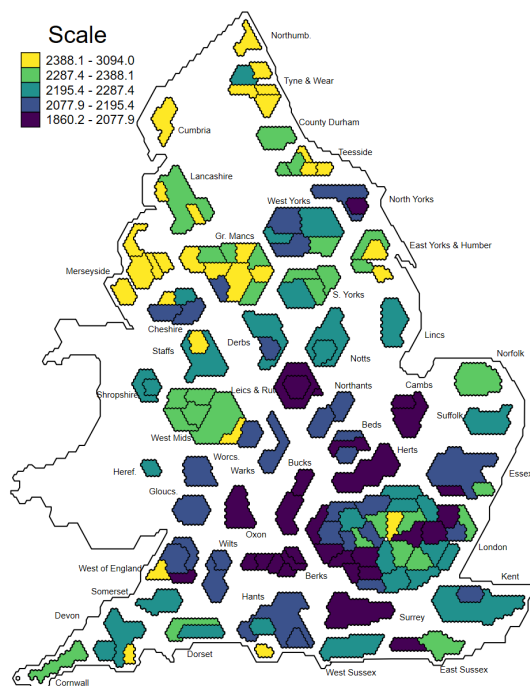 Scale
2388.1 - 3094.0
2287.4 - 2388.1
2195.4 - 2287.4
2077.9 - 2195.4
1860.2 - 2077.9
Northumb.
Tyne & Wear
Cumbria
County Durham
Teesside
Lancashire
West Yorks
North Yorks
Gr. Mancs
East Yorks & Humber
Merseyside
S. Yorks
Cheshire
Derbs
Lincs
Staffs
Notts
Norfolk
Shropshire
Leics & Rut
Northants
Cambs
Suffolk
West Mids
Beds
Worcs.
Herts
Heref.
Warks
Bucks
Essex
Gloucs.
Oxon
London
Wilts
West of England
Berks
Kent
Somerset
Hants
Devon
Surrey
Dorset
West Sussex
East Sussex
Cornwall